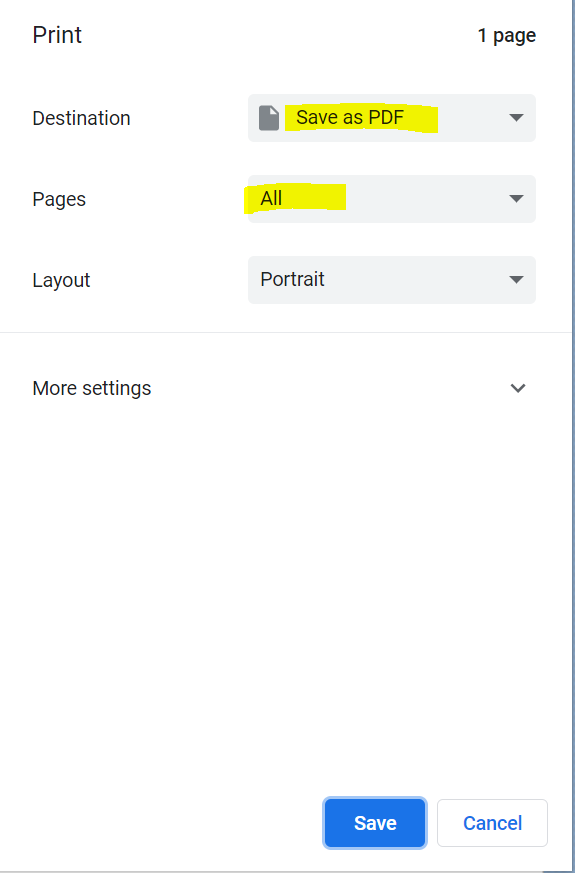 Print 1 page
Destination Save as PDF
Pages All
Layout Portrait
More settings
Save Cancel